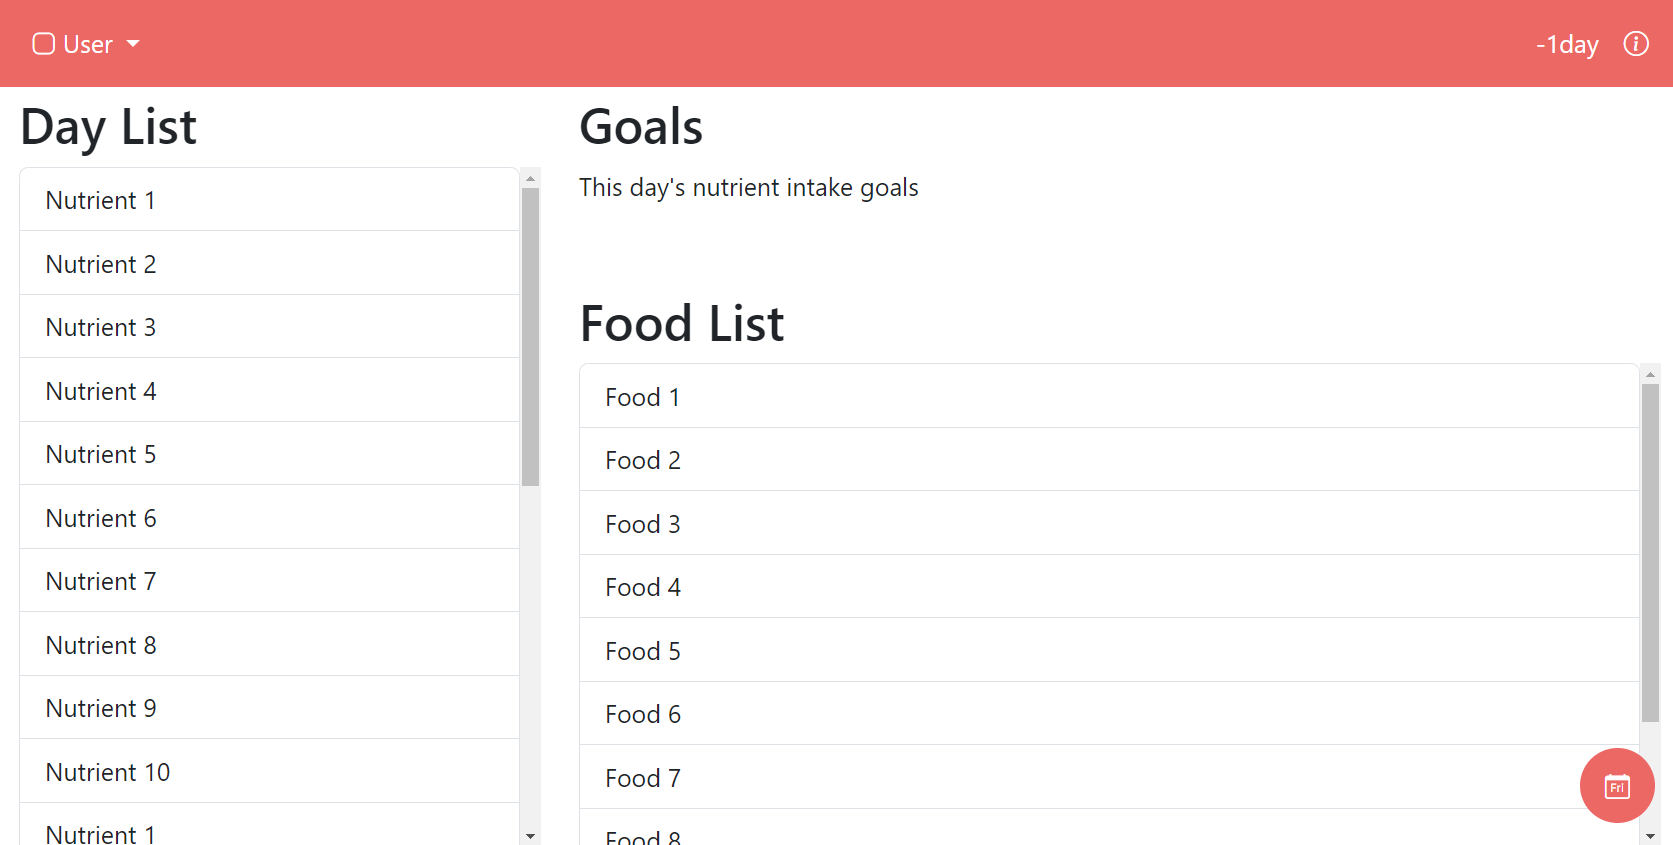 User
-1day
Day List
Nutrient 1
Nutrient 2
Nutrient 3
Nutrient 4
Nutrient 5
Nutrient 6
Nutrient 7
Nutrient 8
Nutrient 9
Nutrient 10
Nutrient 1
Goals
This day's nutrient intake goals
Food List
Food 1
Food 2
Food 3
Food 4
Food 5
Food 6
Food 7
Food 8
Fri